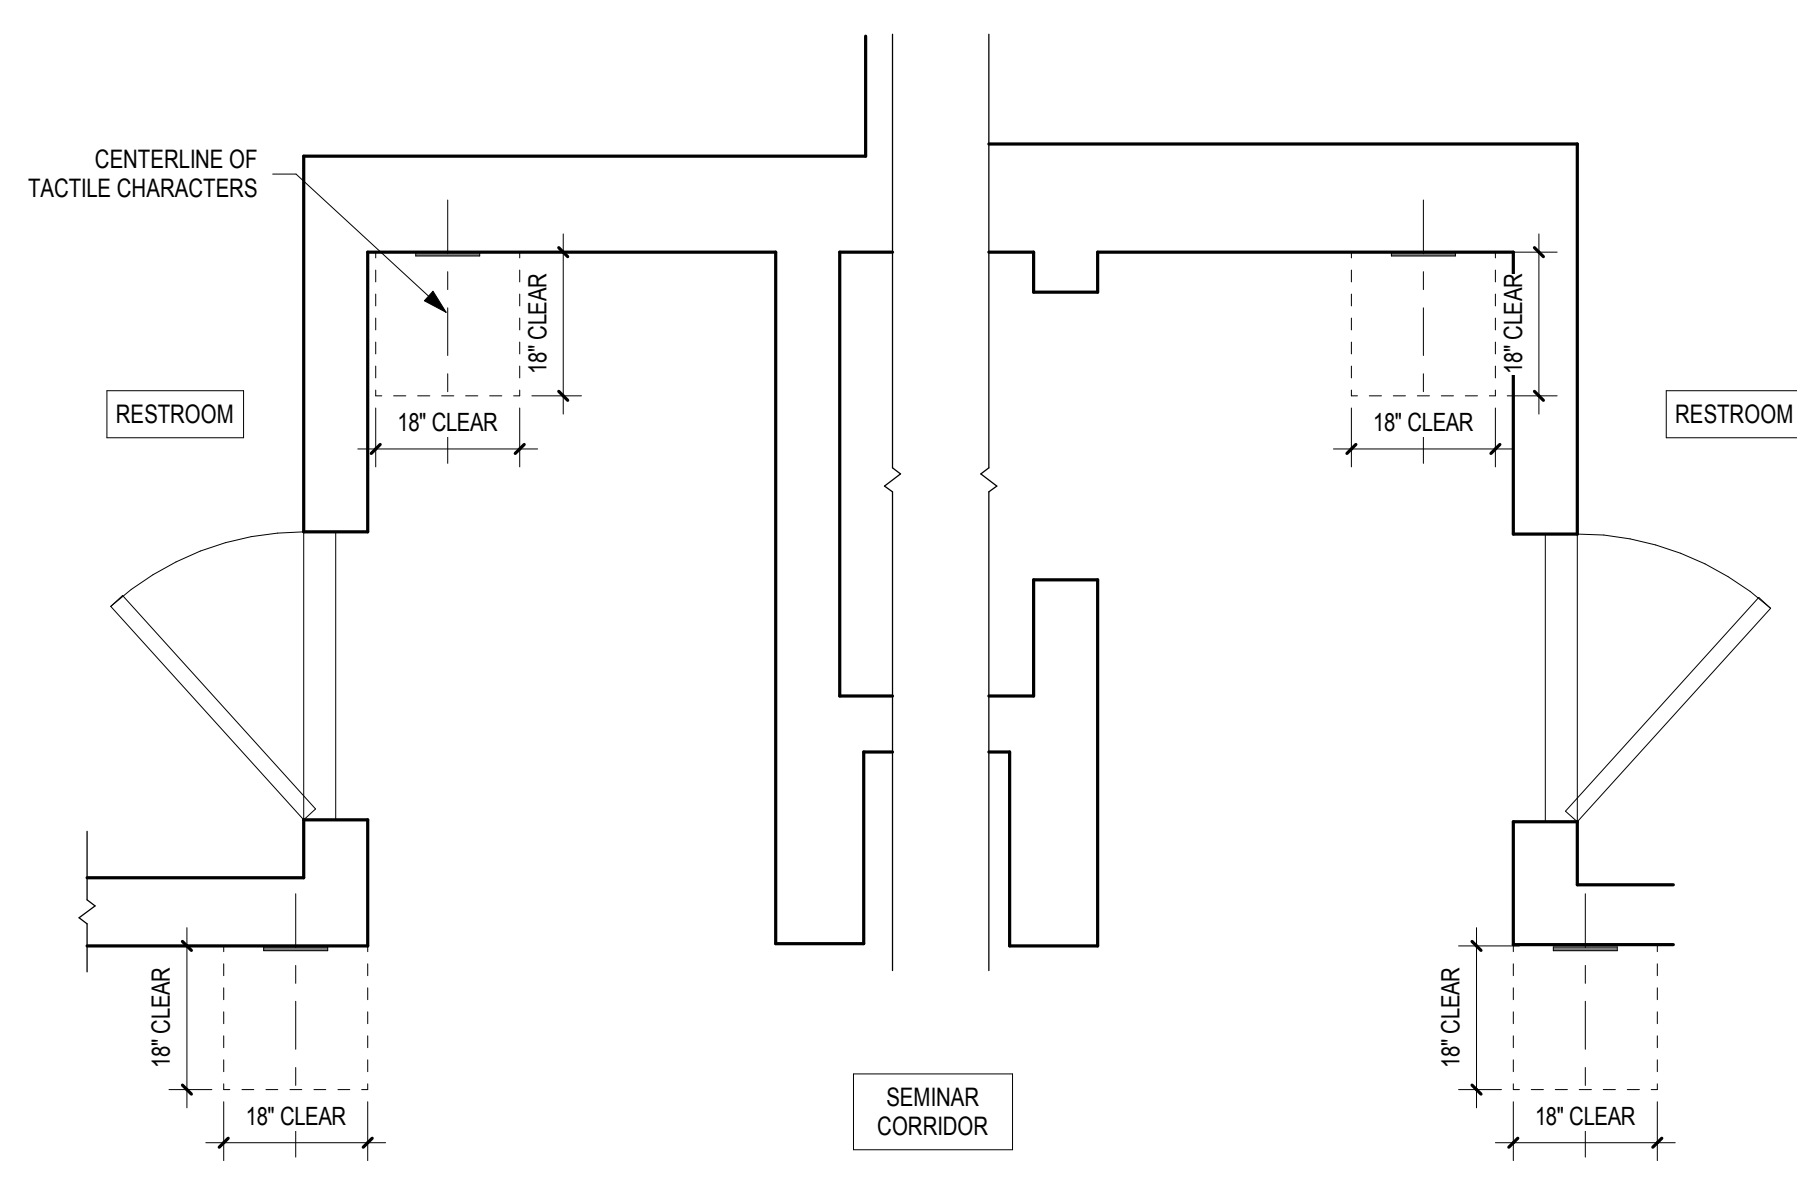 CENTERLINE OF
TACTILE CHARACTERS
18" CLEAR
18" CLEAR
18" CLEAR
18" CLEAR
RESTROOM
RESTROOM
18" CLEAR
18" CLEAR
18" CLEAR
18" CLEAR
SEMINAR
CORRIDOR